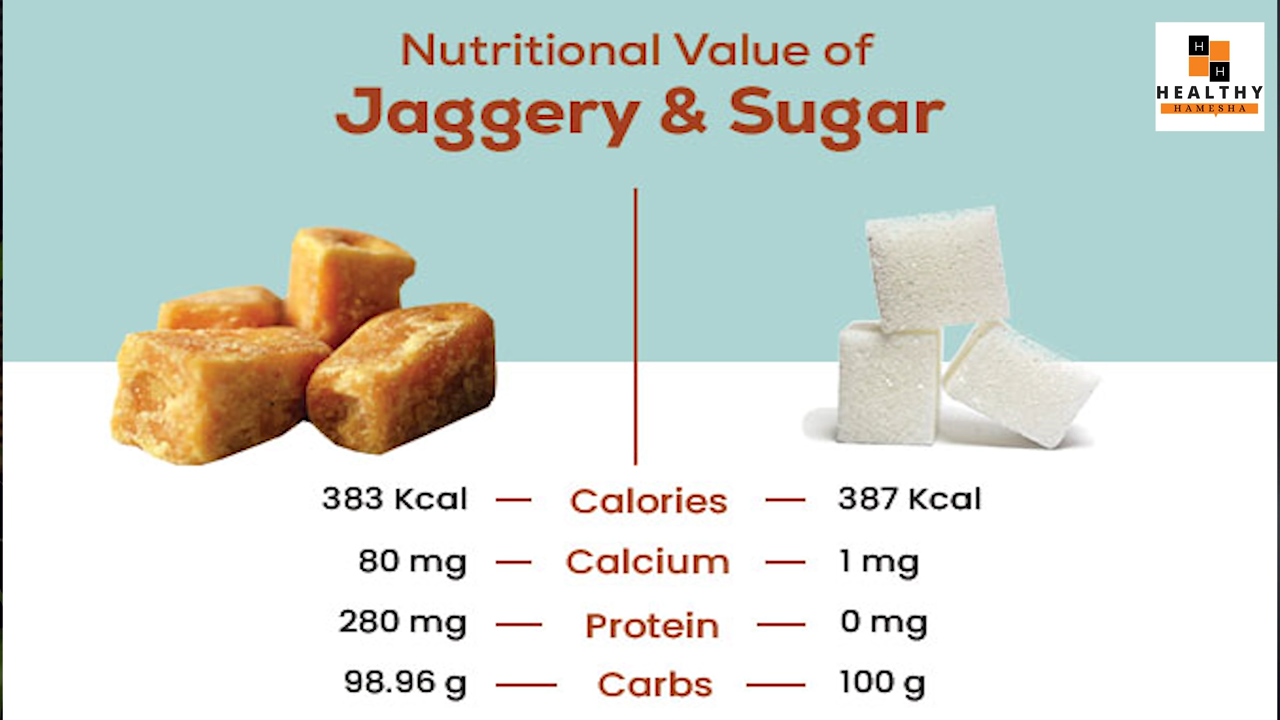 Nutritional Value of
Jaggery & Sugar
H
H
HEALTHY
HAMESHA
383 Kcal — Calories — 387 Kcal
80 mg — Calcium — 1 mg
280 mg — Protein — 0 mg
98.96 g — Carbs — 100 g